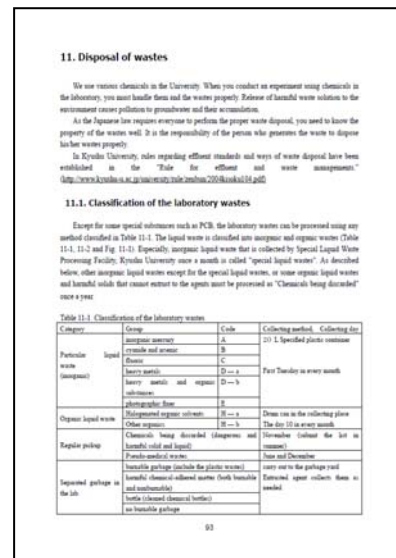 11. Disposal of wastes
We use various chemicals in the University. When you conduct an experiment using chemicals in
the laboratory, you must handle them and the wastes properly. Release of harmful waste solution to the
environment causes pollution to groundwater and their accumulation.
As the Japanese law requires everyone to perform the proper waste disposal, you need to know the
property of the wastes well. It is the responsibility of the person who generates the waste to dispose
his/her wastes properly.
In Kyushu University, rules regarding effluent standards and ways of waste disposal have been
established in the "Rule for effluent and waste managements."
11.1. Classification of the laboratory wastes
Except for some special substances such as PCB, the laboratory wastes can be processed using any
method classified in Table 11-1. The liquid waste is classified into inorganic and organic wastes (Table
11-1, 11-2 and Fig. 11-1). Especially, inorganic liquid waste that is collected by Special Liquid Waste
Processing Facility, Kyushu University once a month is called "special liquid wastes". As described
below, other inorganic liquid wastes except for the special liquid wastes, or some organic liquid wastes
and harmful solids that cannot entrust to the agents must be processed as "Chemicals being discarded"
once a year.
Table 11-1 Classification of the laboratory wastes
Category Group Code Collecting method, Collecting day
Particular liquid waste (inorganic)
inorganic mercury A 20 L Specified plastic container
cyanide and arsenic B
fluoric C
heavy metals D—a First Tuesday in every month
heavy metals and organic substances D—b
photographic fixer E
Organic liquid waste Halogenated organic solvents H—a Drum can in the collecting place
Other organics H—b The day 10 in every month
Regular pickup Chemicals being discarded (dangerous and harmful solid and liquid) November (submit the list in summer)
Pseudo-medical wastes June and December
Separated garbage in the lab.
burnable garbage (include the plastic wastes) carry out to the garbage yard
harmful chemical-adhered matter (both burnable and nonburnable) Entrusted agent collects them as needed
bottle (cleaned chemical bottles)
no burnable garbage
93